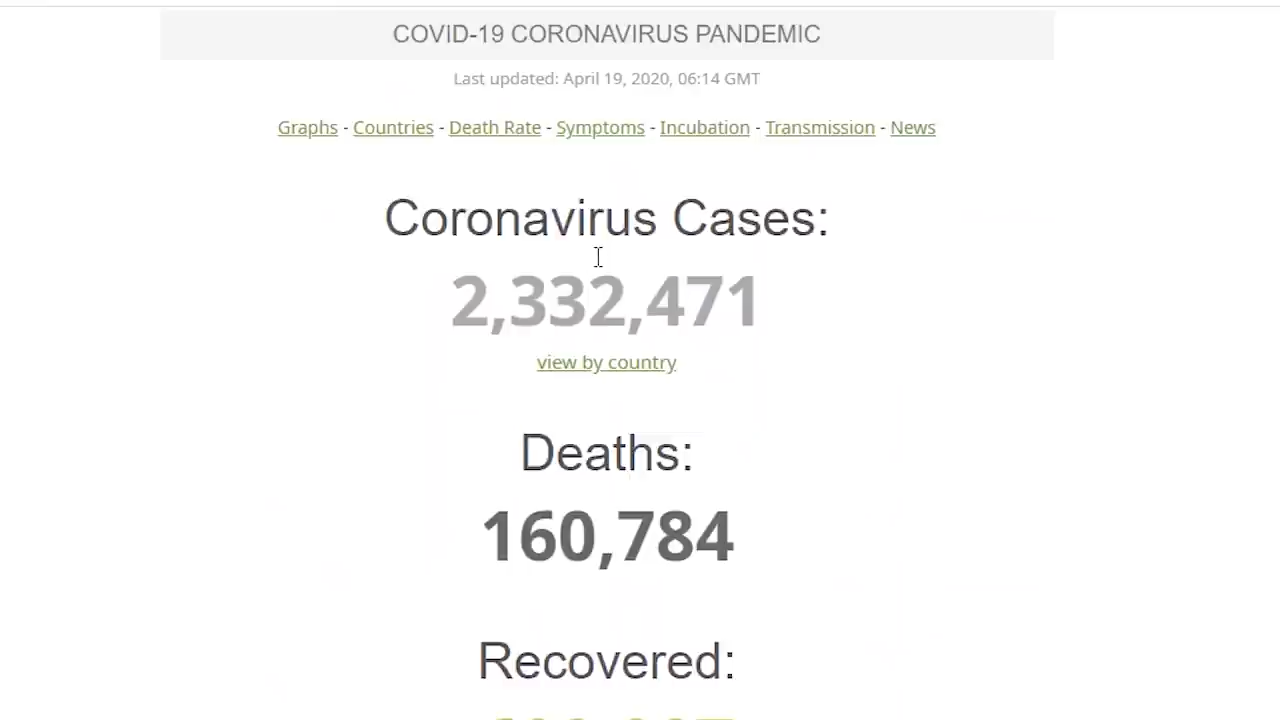 COVID-19 CORONAVIRUS PANDEMIC
Last updated: April 19, 2020, 06:14 GMT
Graphs - Countries - Death Rate - Symptoms - Incubation - Transmission - News
Coronavirus Cases:
2,332,471
view by country
Deaths:
160,784
Recovered: